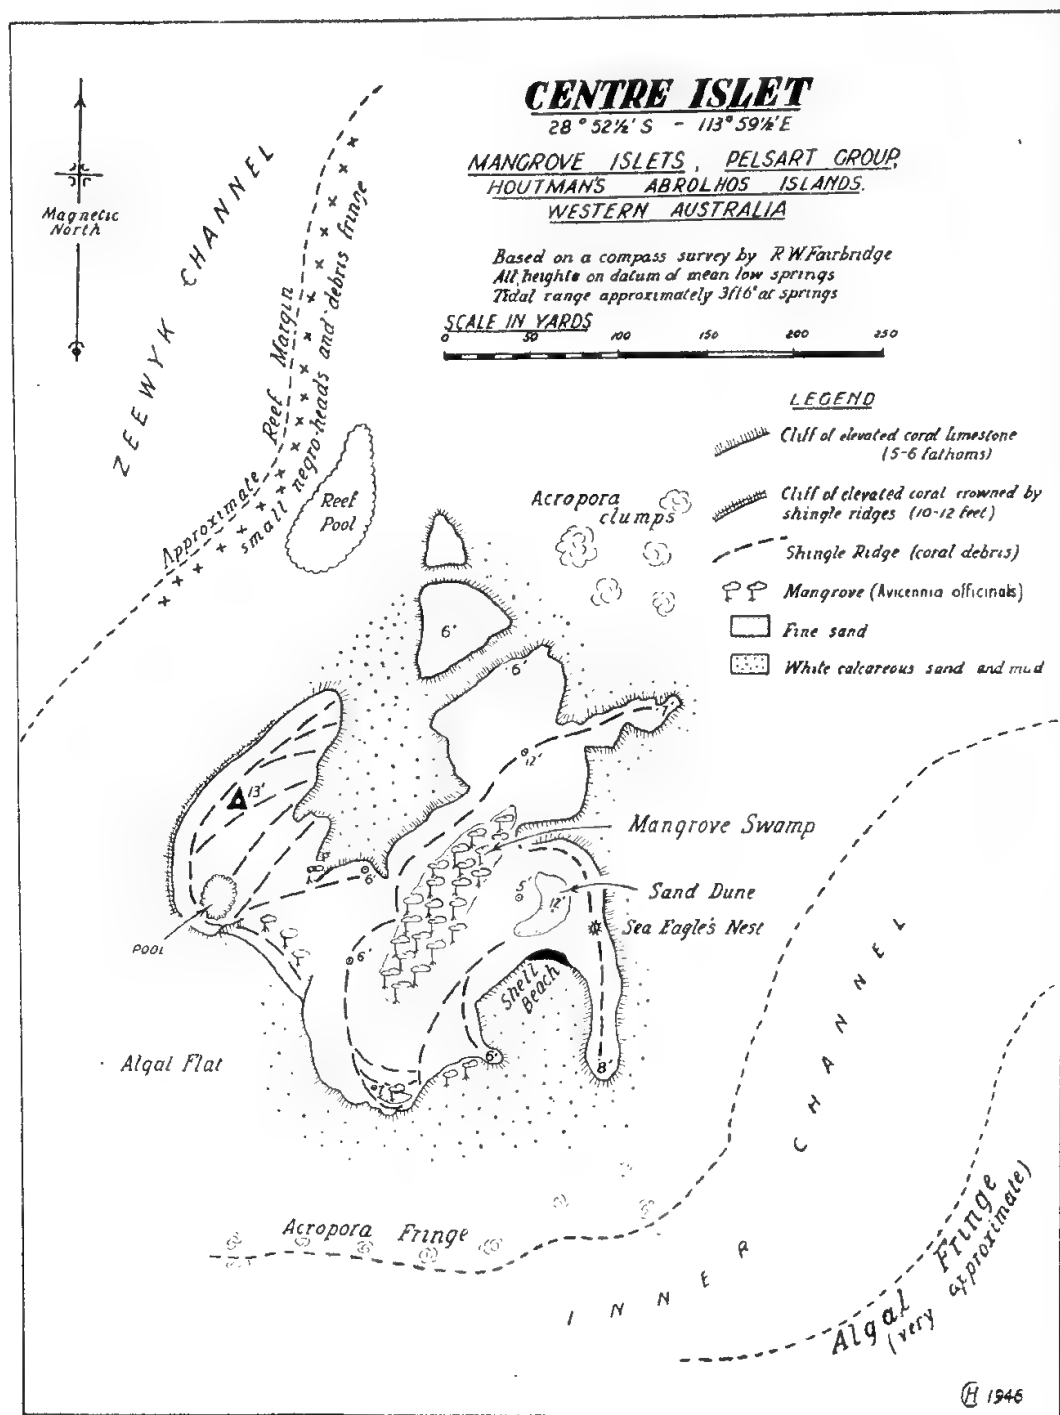 CENTRE ISLET
28° 52½' S - 113° 59½' E
MANGROVE ISLETS, PELSART GROUP,
HOUTMAN'S ABROLHOS ISLANDS.
WESTERN AUSTRALIA
Based on a compass survey by R W Fairbridge
All heights on datum of mean low springs
Tidal range approximately 3ft 6" at springs
SCALE IN YARDS
0 50 100 150 200 250
Magnetic
North
ZEEWYK CHANNEL
Approximate Reef Margin
small negro-heads and debris fringe
Reef
Pool
Acropora
clumps
LEGEND
Cliff of elevated coral limestone
(5-6 fathoms)
Cliff of elevated coral crowned by
shingle ridges (10-12 feet)
Shingle Ridge (coral debris)
Mangrove (Avicennia officinals)
Fine sand
White calcareous sand and mud
6'
6'
7'
12'
13'
Mangrove Swamp
6'
5'
12'
Sand Dune
Sea Eagle's Nest
POOL
6'
Shell
Beach
Algal Flat
6'
8'
7'
Acropora Fringe
INNER CHANNEL
Algal Fringe
(very approximate)
H 1946